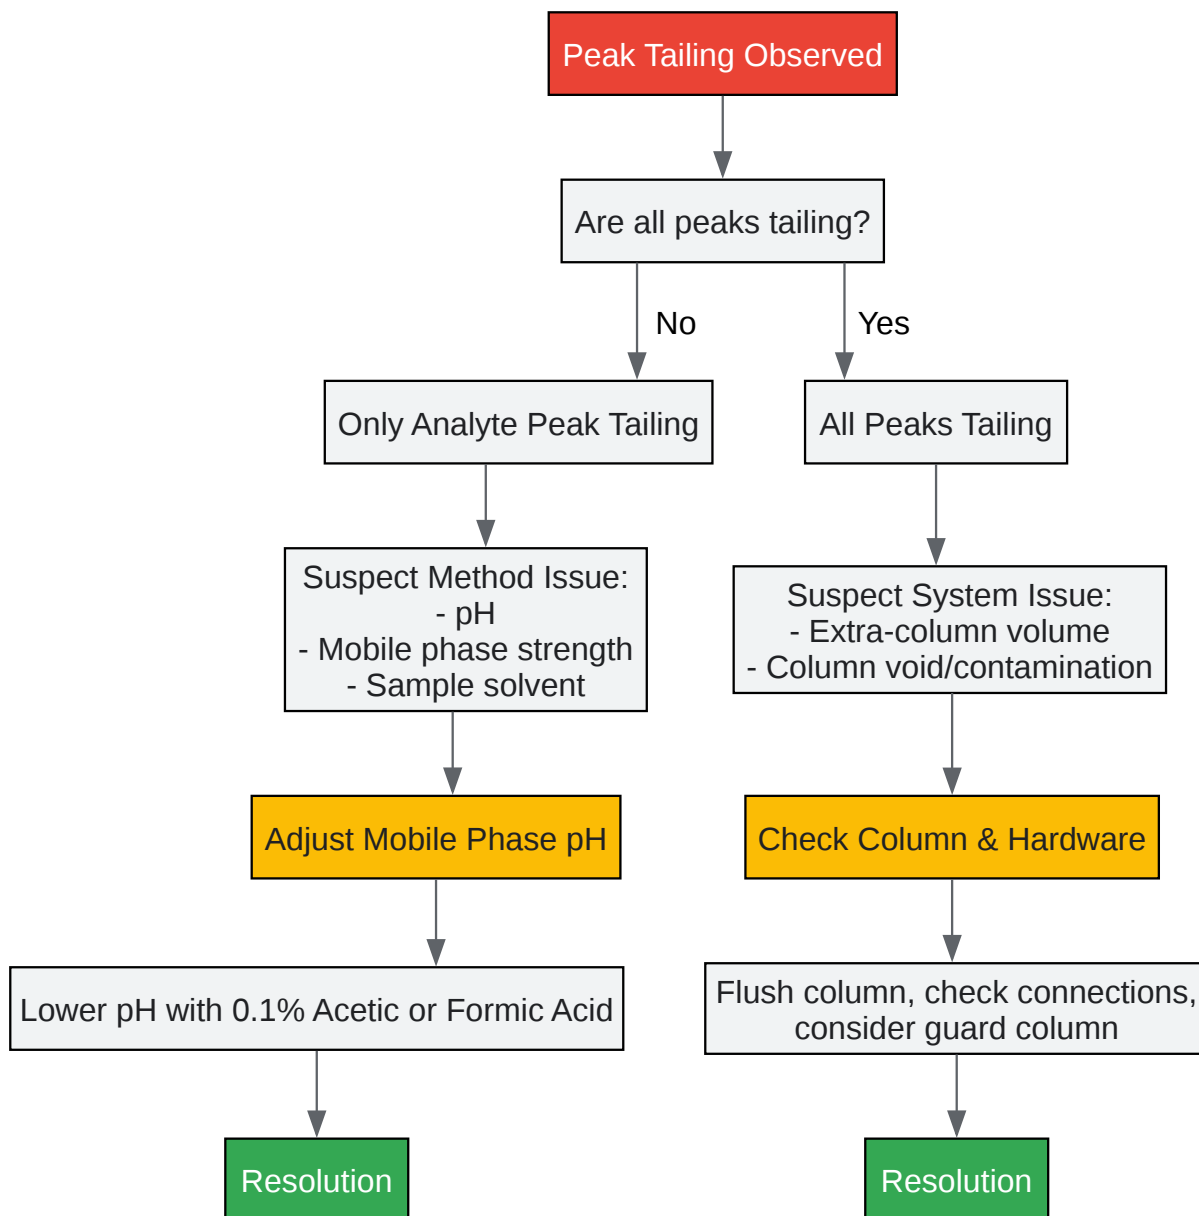 Peak Tailing Observed
Are all peaks tailing?
No
Yes
Only Analyte Peak Tailing
All Peaks Tailing
Suspect Method Issue:
- pH
- Mobile phase strength
- Sample solvent
Suspect System Issue:
- Extra-column volume
- Column void/contamination
Adjust Mobile Phase pH
Check Column & Hardware
Lower pH with 0.1% Acetic or Formic Acid
Flush column, check connections,
consider guard column
Resolution
Resolution